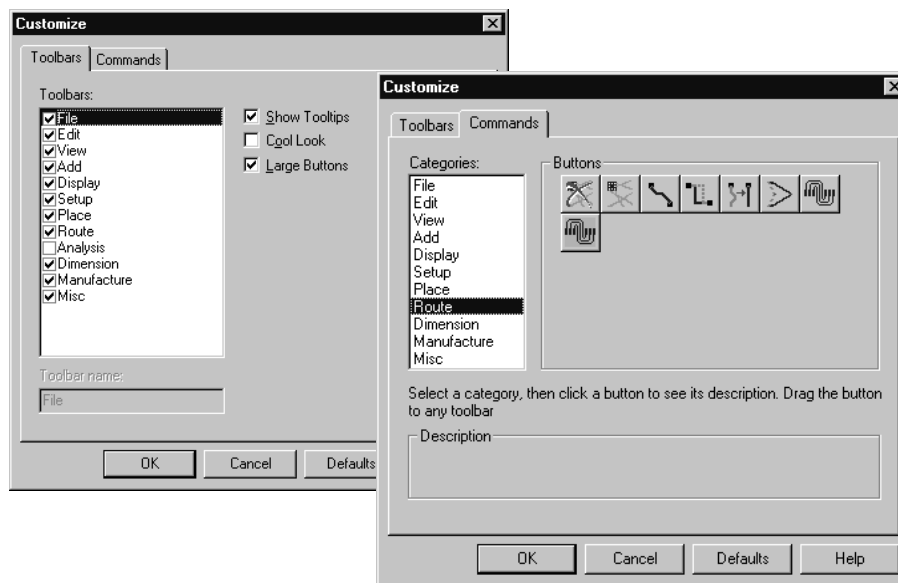 Customize
Toolbars
Commands
Toolbars:
File
Edit
View
Add
Display
Setup
Place
Route
Analysis
Dimension
Manufacture
Misc
Show Tooltips
Cool Look
Large Buttons
Toolbar name:
File
OK
Cancel
Defaults
Customize
Toolbars
Commands
Categories:
File
Edit
View
Add
Display
Setup
Place
Route
Dimension
Manufacture
Misc
Buttons
Select a category, then click a button to see its description. Drag the button
to any toolbar
Description
OK
Cancel
Defaults
Help